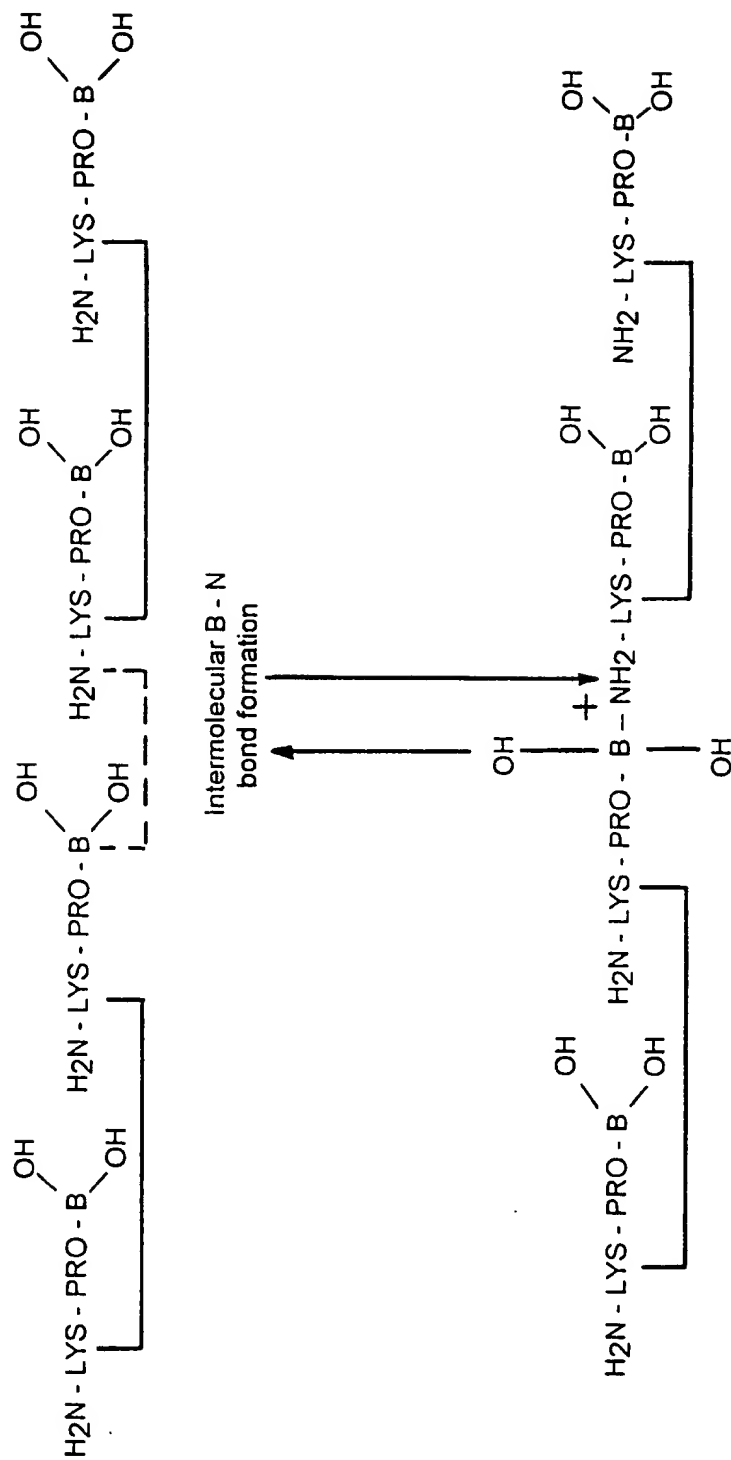 OH OH OH OH
H2N - LYS - PRO - B H2N - LYS - PRO - B H2N - LYS - PRO - B H2N - LYS - PRO - B
OH OH OH OH
Intermolecular B - N
bond formation
OH
OH OH OH
+
H2N - LYS - PRO - B H2N - LYS - PRO - B – NH2 - LYS - PRO - B NH2 - LYS - PRO -B
OH OH OH
OH